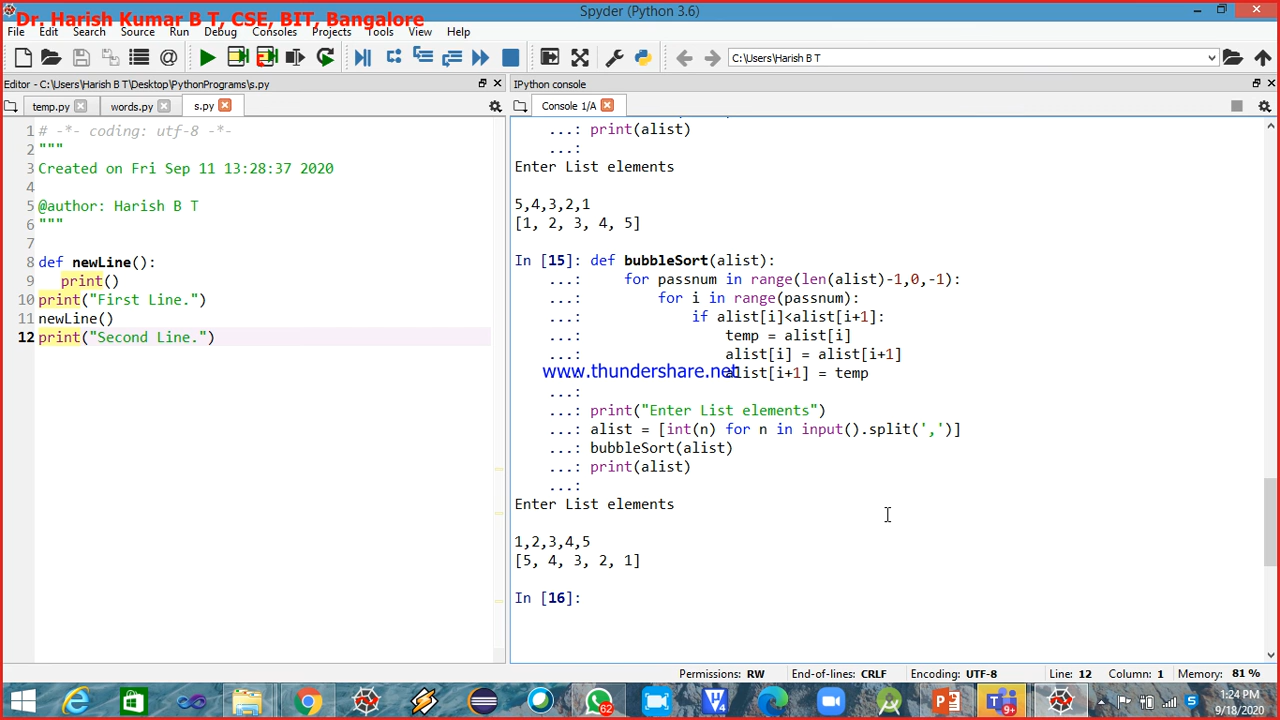 Dr. Harish Kumar B T, CSE, BIT, Bangalore
Spyder (Python 3.6)
File Edit Search Source Run Debug Consoles Projects Tools View Help
C:\Users\Harish B T
Editor - C:\Users\Harish B T\Desktop\PythonPrograms\s.py
temp.py words.py s.py
1 # -*- coding: utf-8 -*-
2 """
3 Created on Fri Sep 11 13:28:37 2020
4
5 @author: Harish B T
6 """
7
8 def newLine():
9 print()
10 print("First Line.")
11 newLine()
12 print("Second Line.")
IPython console
Console 1/A
...: print(alist)
...:
Enter List elements
5,4,3,2,1
[1, 2, 3, 4, 5]
In [15]: def bubbleSort(alist):
...: for passnum in range(len(alist)-1,0,-1):
...: for i in range(passnum):
...: if alist[i]<alist[i+1]:
...: temp = alist[i]
...: alist[i] = alist[i+1]
...: alist[i+1] = temp
www.thundershare.net
...:
...: print("Enter List elements")
...: alist = [int(n) for n in input().split(',')]
...: bubbleSort(alist)
...: print(alist)
...:
Enter List elements
1,2,3,4,5
[5, 4, 3, 2, 1]
In [16]:
Permissions: RW End-of-lines: CRLF Encoding: UTF-8 Line: 12 Column: 1 Memory: 81 %
62
9+
1:24 PM
9/18/2020